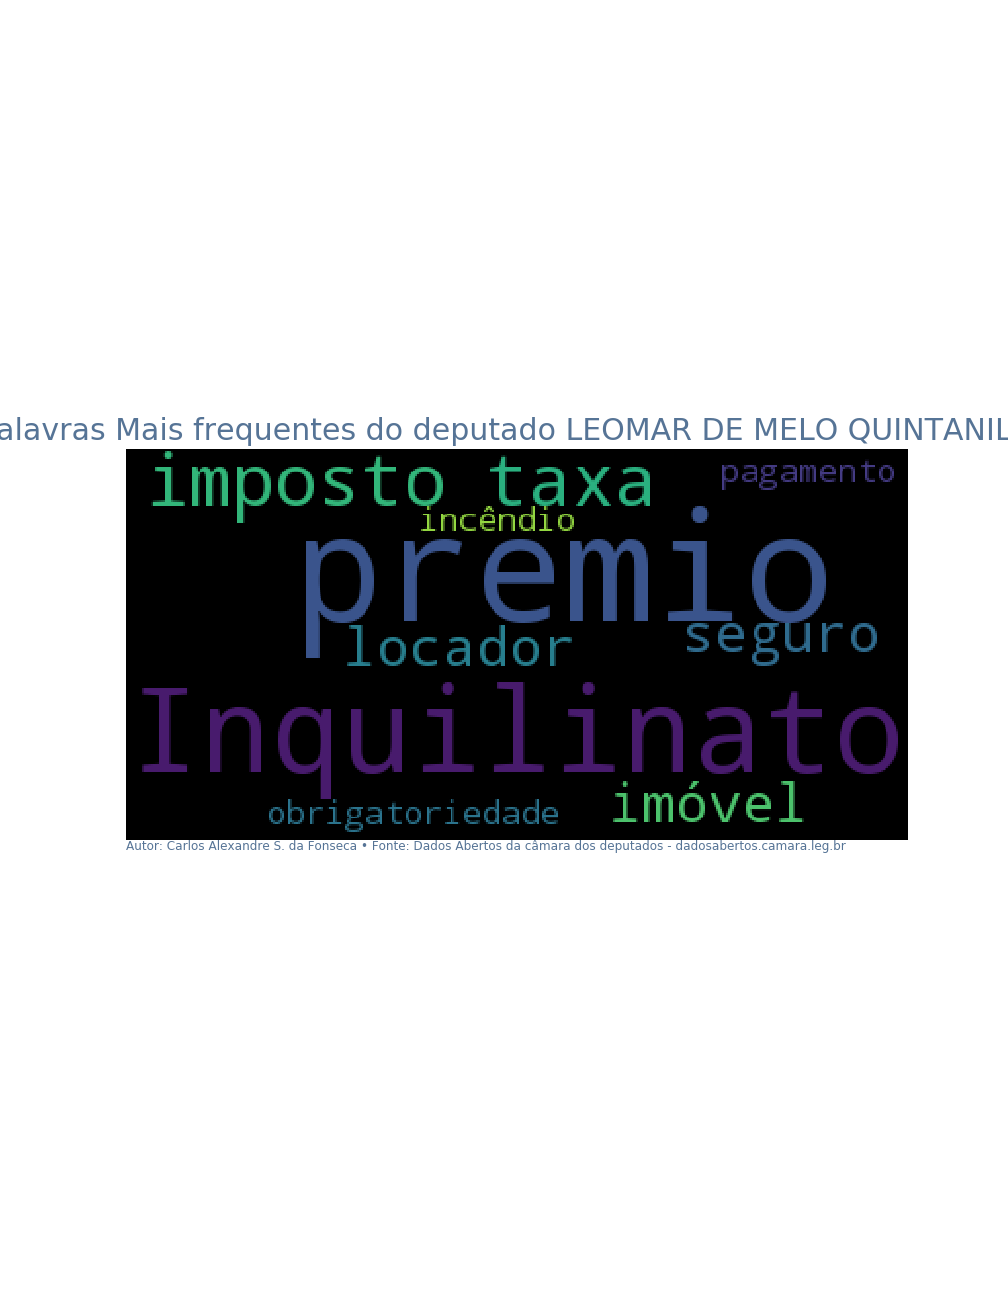 alavras Mais frequentes do deputado LEOMAR DE MELO QUINTANIL
imposto taxa
pagamento
incêndio
premio
seguro
locador
Inquilinato
imóvel
obrigatoriedade
Autor: Carlos Alexandre S. da Fonseca • Fonte: Dados Abertos da câmara dos deputados - dadosabertos.camara.leg.br